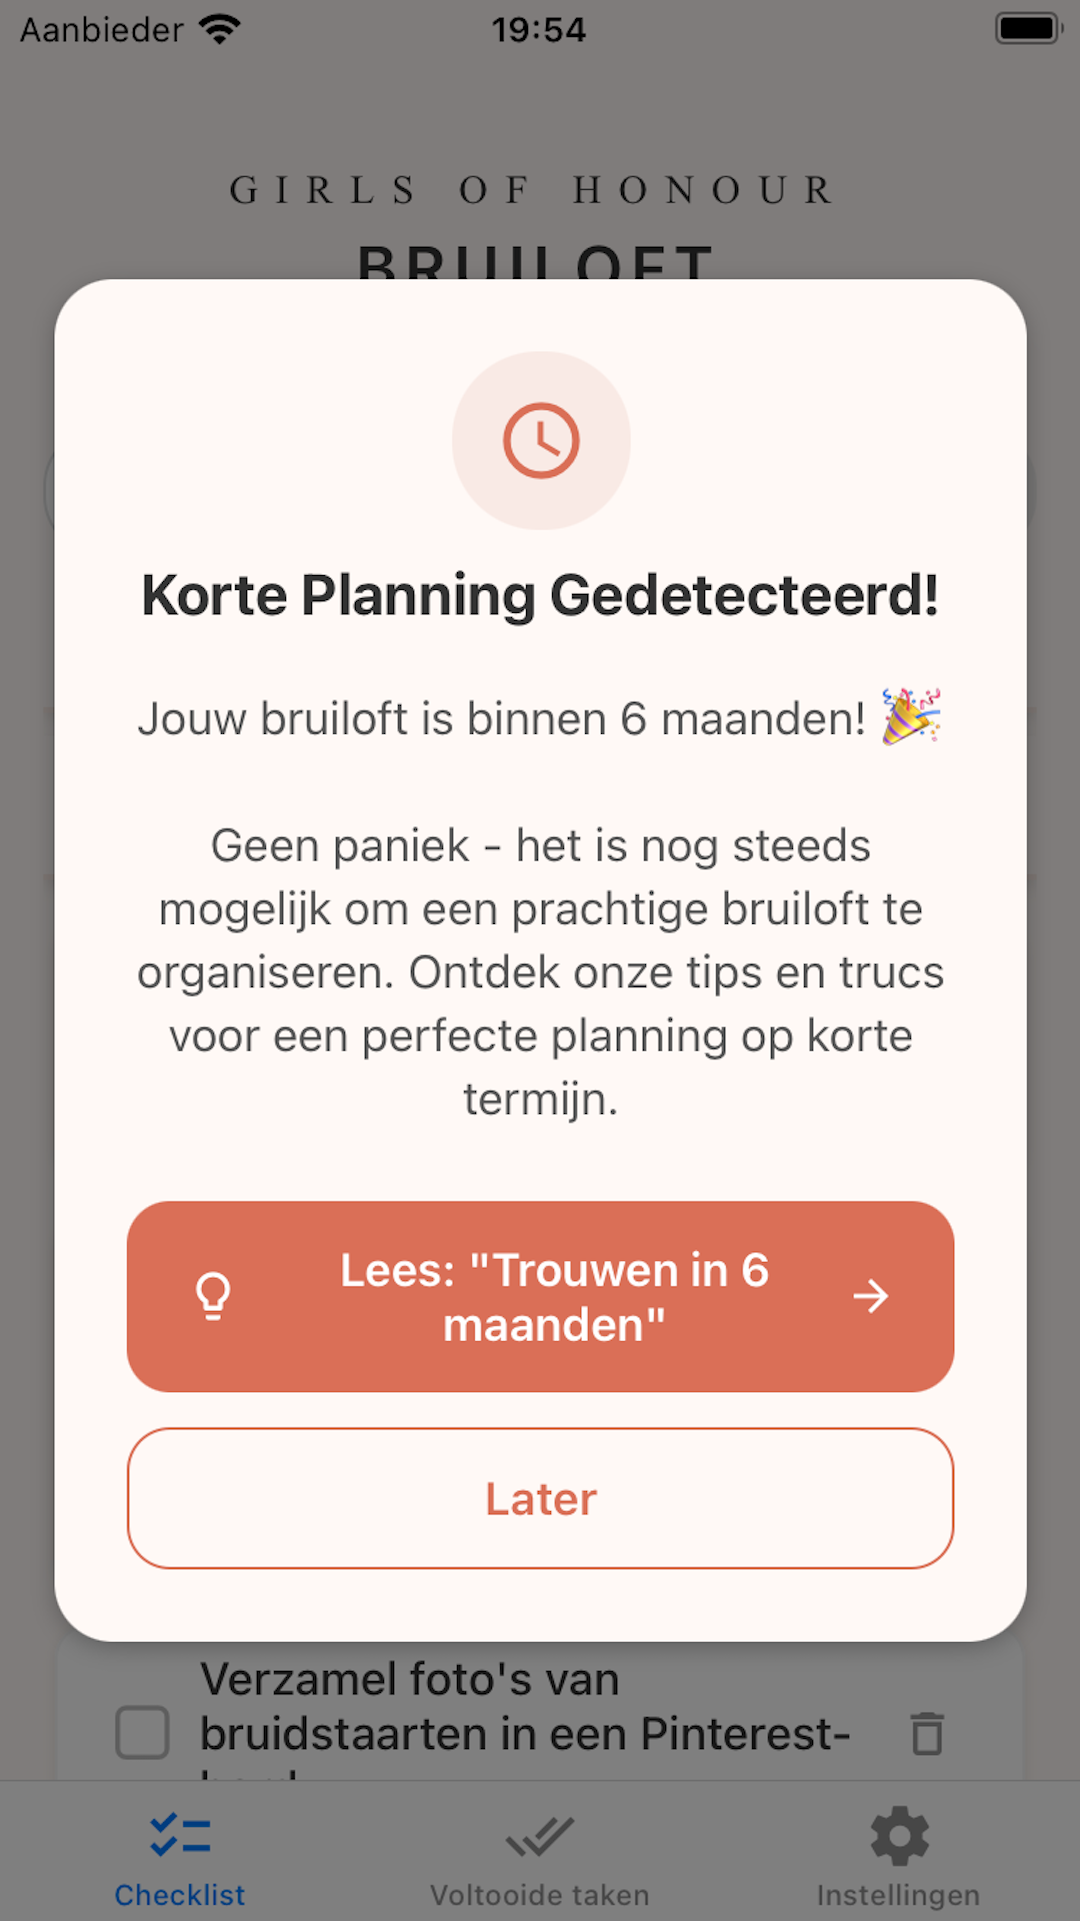 Aanbieder
19:54
GIRLS OF HONOUR
BRUILOFT
Korte Planning Gedetecteerd!
Jouw bruiloft is binnen 6 maanden! 🎉
Geen paniek - het is nog steeds
mogelijk om een prachtige bruiloft te
organiseren. Ontdek onze tips en trucs
voor een perfecte planning op korte
termijn.
Lees: "Trouwen in 6
maanden"
Later
Verzamel foto's van
bruidstaarten in een Pinterest-
Checklist
Voltooide taken
Instellingen